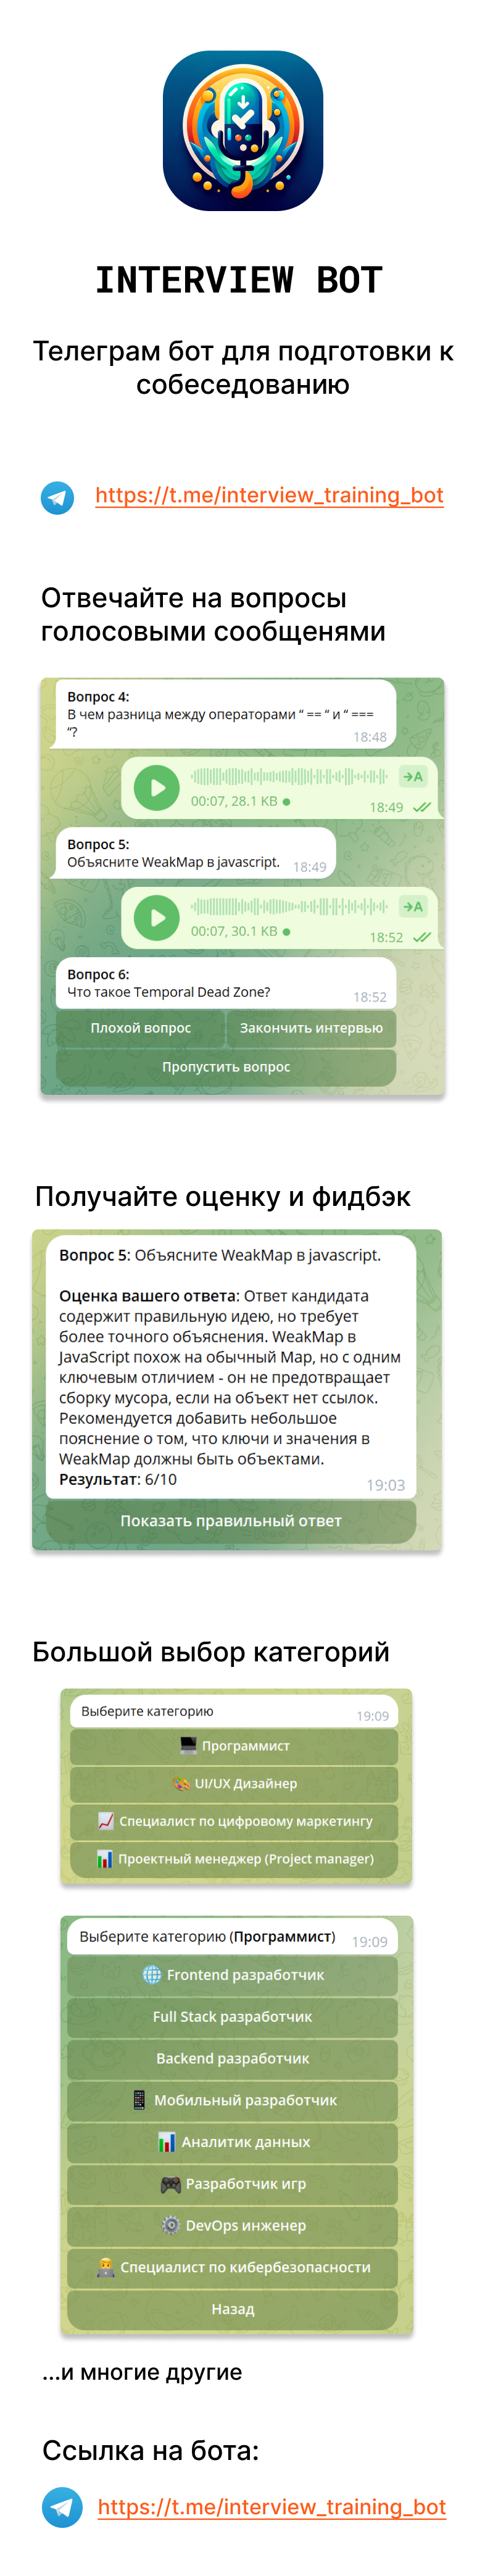 INTERVIEW BOT
Телеграм бот для подготовки к
собеседованию
https://t.me/interview_training_bot
Отвечайте на вопросы
голосовыми сообщенями
Вопрос 4:
В чем разница между операторами “ == “ и “ ===
“?
18:48
00:07, 28.1 KB
→A
18:49
Вопрос 5:
Объясните WeakMap в javascript.
18:49
00:07, 30.1 KB
→A
18:52
Вопрос 6:
Что такое Temporal Dead Zone?
18:52
Плохой вопрос
Закончить интервью
Пропустить вопрос
Получайте оценку и фидбэк
Вопрос 5: Объясните WeakMap в javascript.
Оценка вашего ответа: Ответ кандидата
содержит правильную идею, но требует
более точного объяснения. WeakMap в
JavaScript похож на обычный Map, но с одним
ключевым отличием - он не предотвращает
сборку мусора, если на объект нет ссылок.
Рекомендуется добавить небольшое
пояснение о том, что ключи и значения в
WeakMap должны быть объектами.
Результат: 6/10
19:03
Показать правильный ответ
Большой выбор категорий
Выберите категорию
19:09
Программист
UI/UX Дизайнер
Специалист по цифровому маркетингу
Проектный менеджер (Project manager)
Выберите категорию (Программист)
19:09
Frontend разработчик
Full Stack разработчик
Backend разработчик
Мобильный разработчик
Аналитик данных
Разработчик игр
DevOps инженер
Специалист по кибербезопасности
Назад
...и многие другие
Ссылка на бота:
https://t.me/interview_training_bot